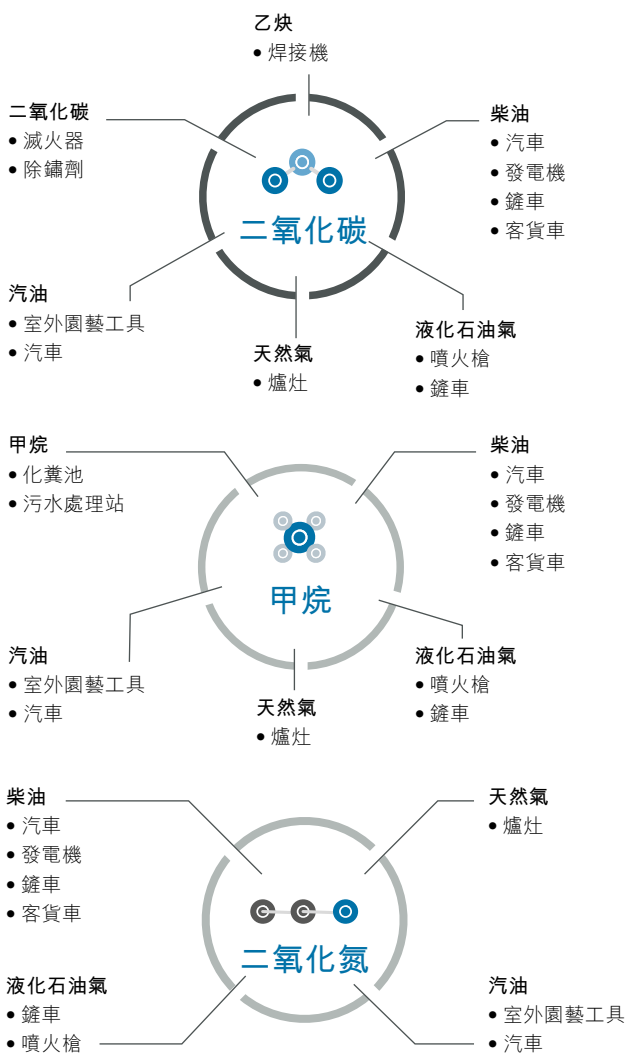 乙炔
• 焊接機
二氧化碳
• 滅火器
• 除鏽劑
柴油
• 汽車
• 發電機
• 鏟車
• 客貨車
二氧化碳
汽油
• 室外園藝工具
• 汽車
天然氣
• 爐灶
液化石油氣
• 噴火槍
• 鏟車
甲烷
• 化糞池
• 污水處理站
柴油
• 汽車
• 發電機
• 鏟車
• 客貨車
甲烷
汽油
• 室外園藝工具
• 汽車
天然氣
• 爐灶
液化石油氣
• 噴火槍
• 鏟車
柴油
• 汽車
• 發電機
• 鏟車
• 客貨車
天然氣
• 爐灶
二氧化氮
液化石油氣
• 鏟車
• 噴火槍
汽油
• 室外園藝工具
• 汽車